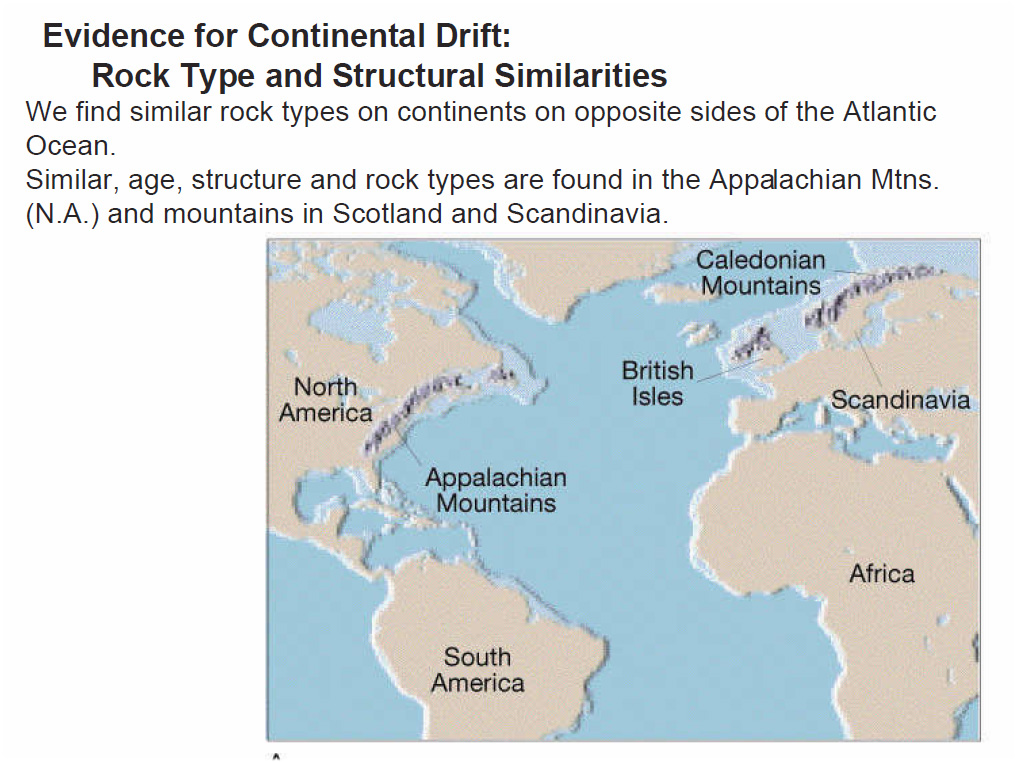 Evidence for Continental Drift:
Rock Type and Structural Similarities
We find similar rock types on continents on opposite sides of the Atlantic
Ocean.
Similar, age, structure and rock types are found in the Appalachian Mtns.
(N.A.) and mountains in Scotland and Scandinavia.
Caledonian
Mountains
British
Isles
Scandinavia
North
America
Appalachian
Mountains
Africa
South
America